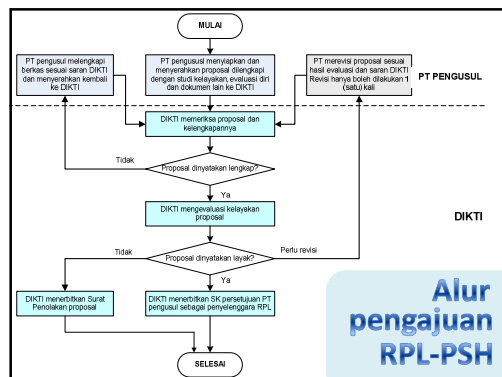 MULAI
PT pengusul melengkapi
berkas sesuai saran DIKTI
dan menyerahkan kembali
ke DIKTI
PT pengusul menyiapkan dan
menyerahkan proposal dilengkapi
dengan studi kelayakan, evaluasi diri
dan dokumen lain ke DIKTI
PT merevisi proposal sesuai
hasil evaluasi dan saran DIKTI
Revisi hanya boleh dilakukan 1
(satu) kali
PT PENGUSUL
DIKTI memeriksa proposal dan
kelengkapannya
Tidak
Proposal dinyatakan lengkap?
Ya
DIKTI mengevaluasi kelayakan
proposal
DIKTI
Tidak
Proposal dinyatakan layak?
Perlu revisi
Ya
DIKTI menerbitkan Surat
Penolakan proposal
DIKTI menerbitkan SK persetujuan PT
pengusul sebagai penyelenggara RPL
SELESAI
Alur
pengajuan
RPL-PSH